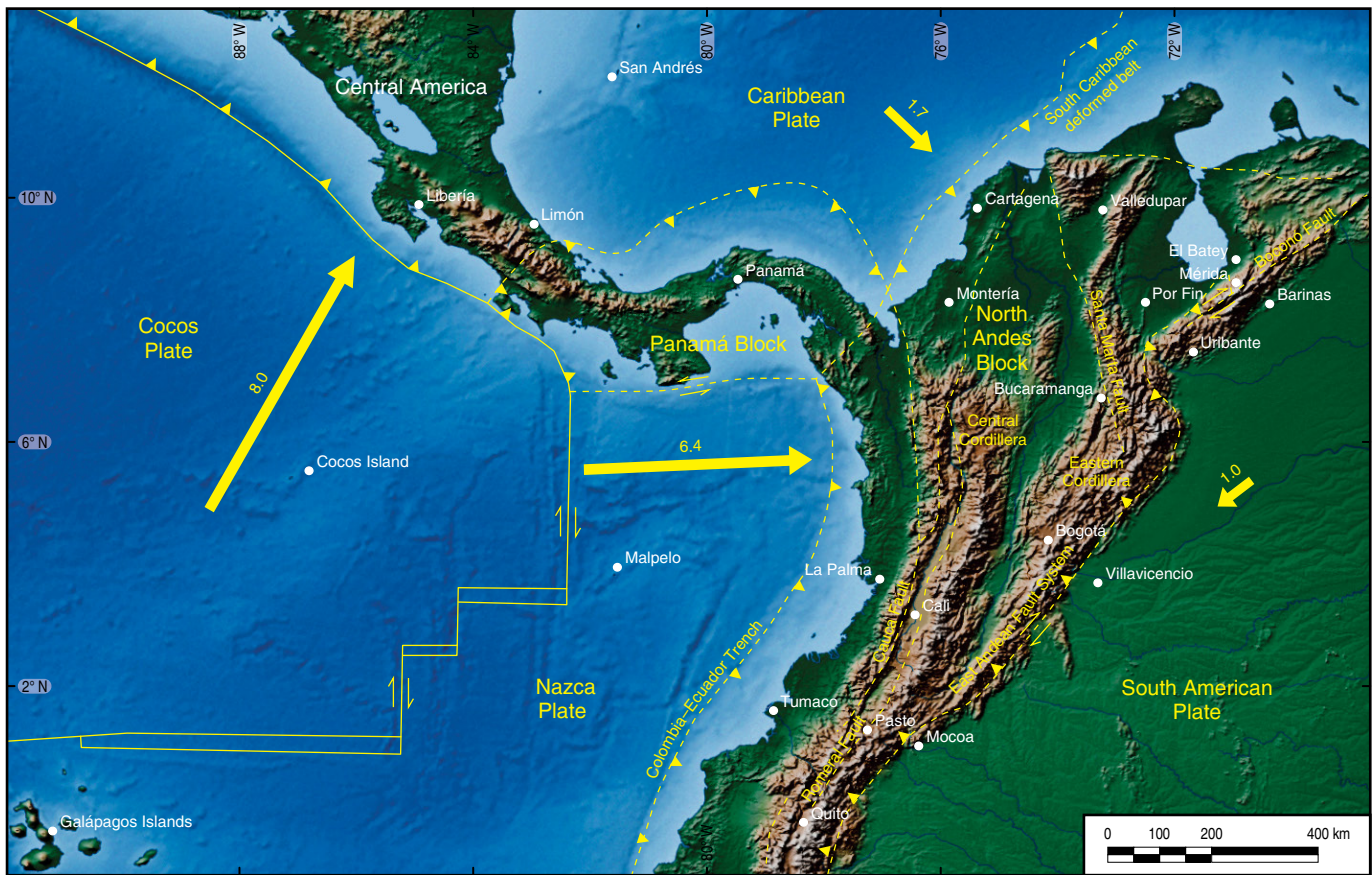 88° W
84° W
80° W
76° W
72° W
San Andrés
Central America
Caribbean
Plate
1.7
South Caribbean
deformed belt
10° N
Libería
Limón
Cartagena
Valledupar
El Batey
Bocono Fault
Mérida
Panamá
Montería
Por Fin
Barinas
Cocos
Plate
Panamá Block
North
Andes
Block
Santa Marta Fault
Uribante
8.0
Bucaramanga
6° N
6.4
Central
Cordillera
Cocos Island
Eastern
Cordillera
1.0
Bogotá
Malpelo
La Palma
Villavicencio
Cauca Fault
Cali
East Andean Fault System
2° N
Nazca
Plate
Colombia–Ecuador Trench
South American
Plate
Tumaco
Pasto
Romeral Fault
Mocoa
Galápagos Islands
Quito
80° W
0 100 200 400 km